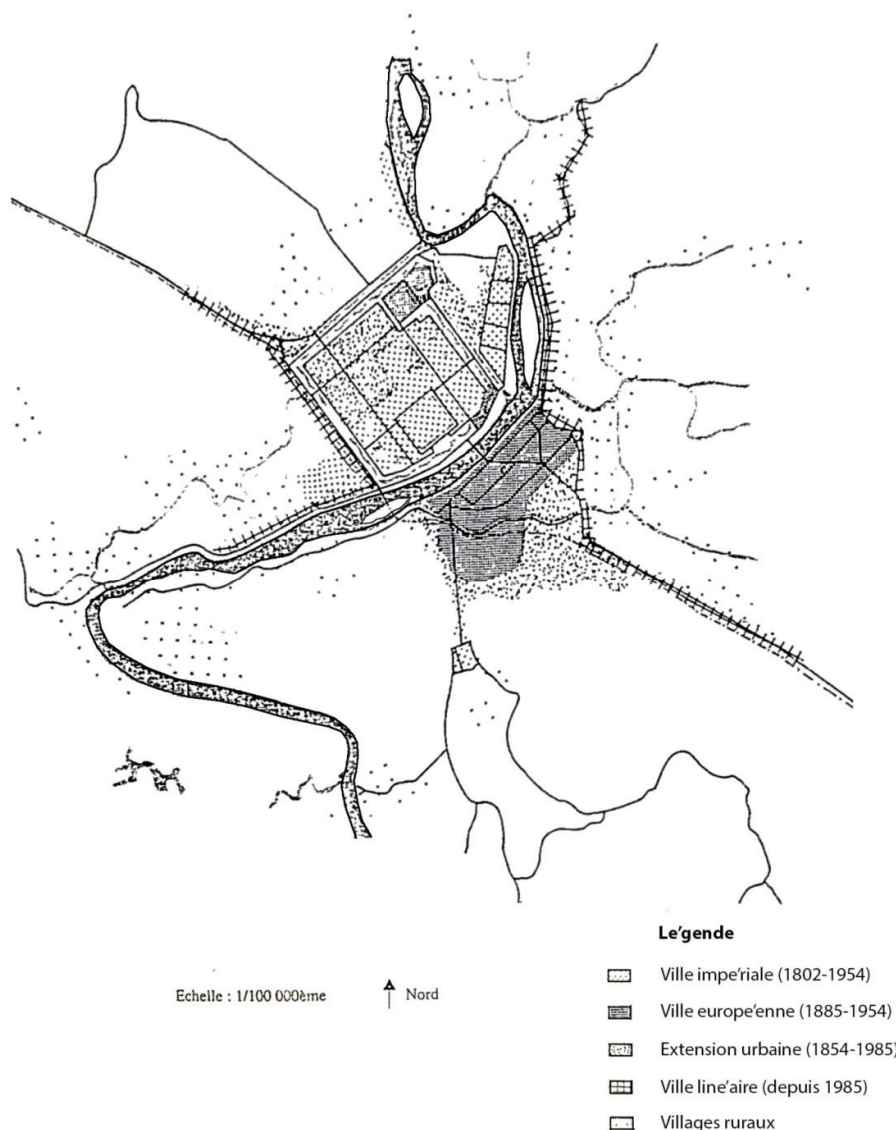 Echelle : 1/100 000ème
Nord
Le'gende
Ville impe'riale (1802-1954)
Ville europe'enne (1885-1954)
Extension urbaine (1854-1985)
Ville line'aire (depuis 1985)
Villages ruraux